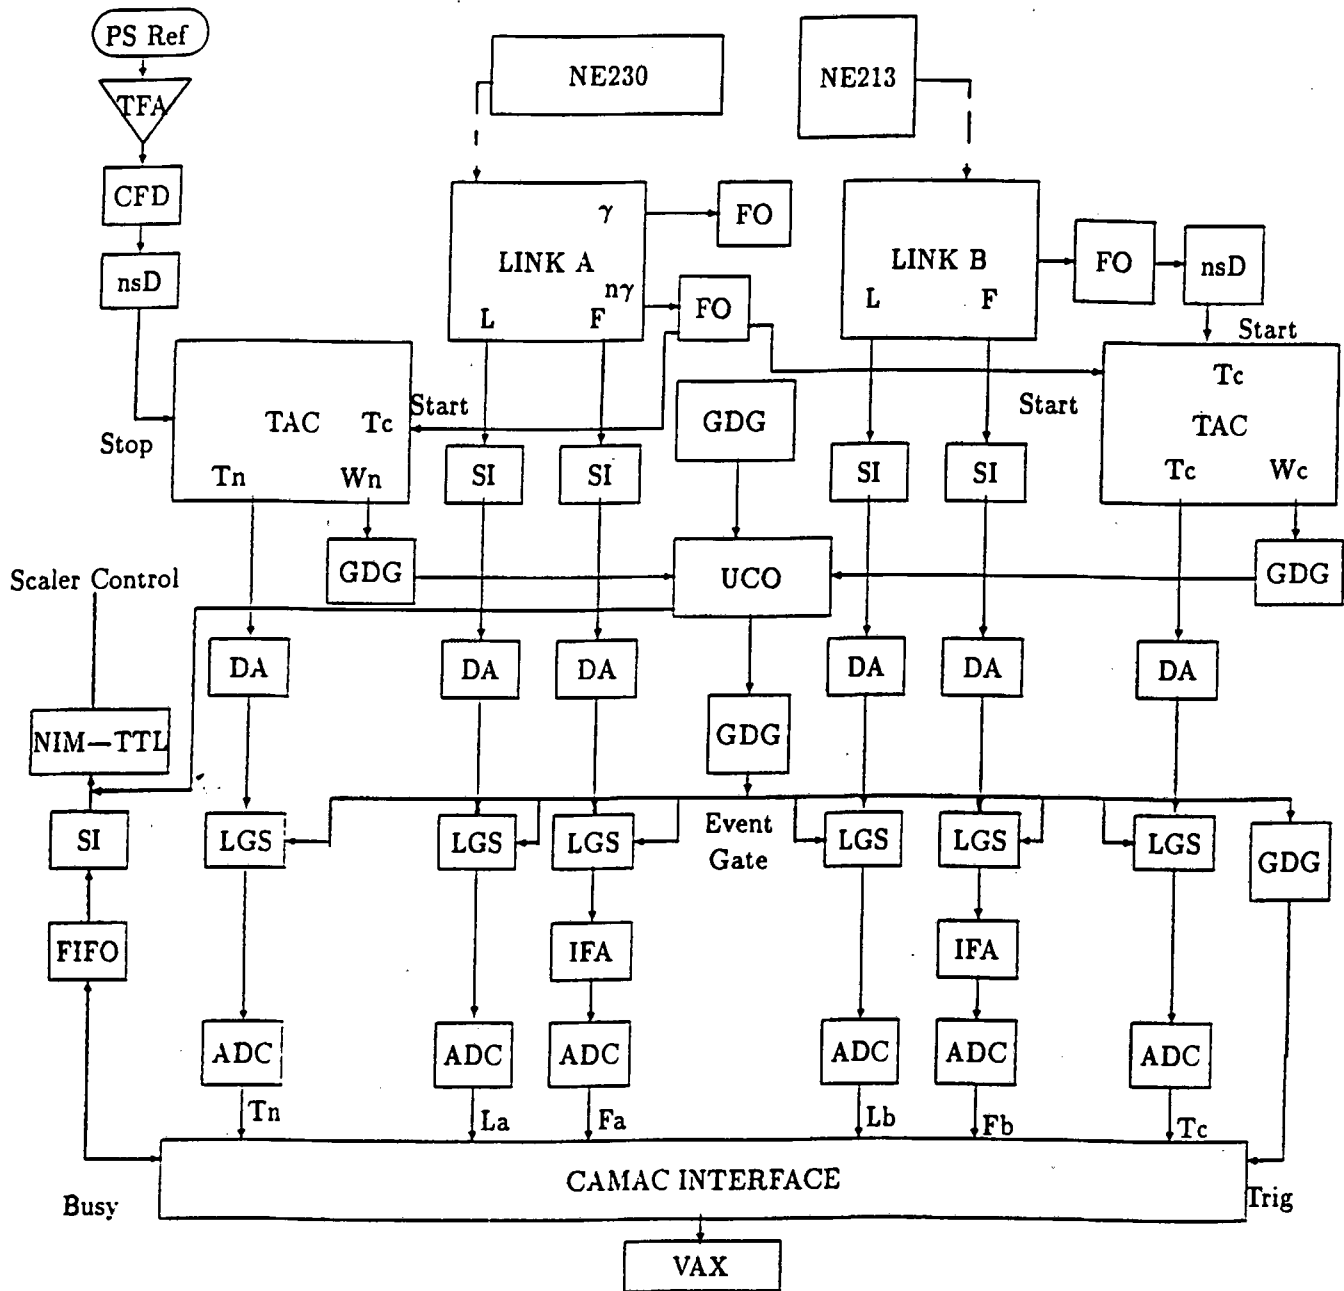 PS Ref
NE230
NE213
TFA
CFD
γ
FO
LINK A
LINK B
FO
nsD
nsD
nγ
FO
L
F
L
F
Start
Tc
Start
Start
TAC
Tc
GDG
TAC
Stop
Tn
Wn
SI
SI
SI
SI
Tc
Wc
Scaler Control
GDG
UCO
GDG
DA
DA
DA
DA
DA
DA
NIM—TTL
GDG
SI
LGS
LGS
LGS
Event
Gate
LGS
LGS
LGS
GDG
FIFO
IFA
IFA
ADC
ADC
ADC
ADC
ADC
ADC
Tn
La
Fa
Lb
Fb
Tc
CAMAC INTERFACE
Busy
Trig
VAX